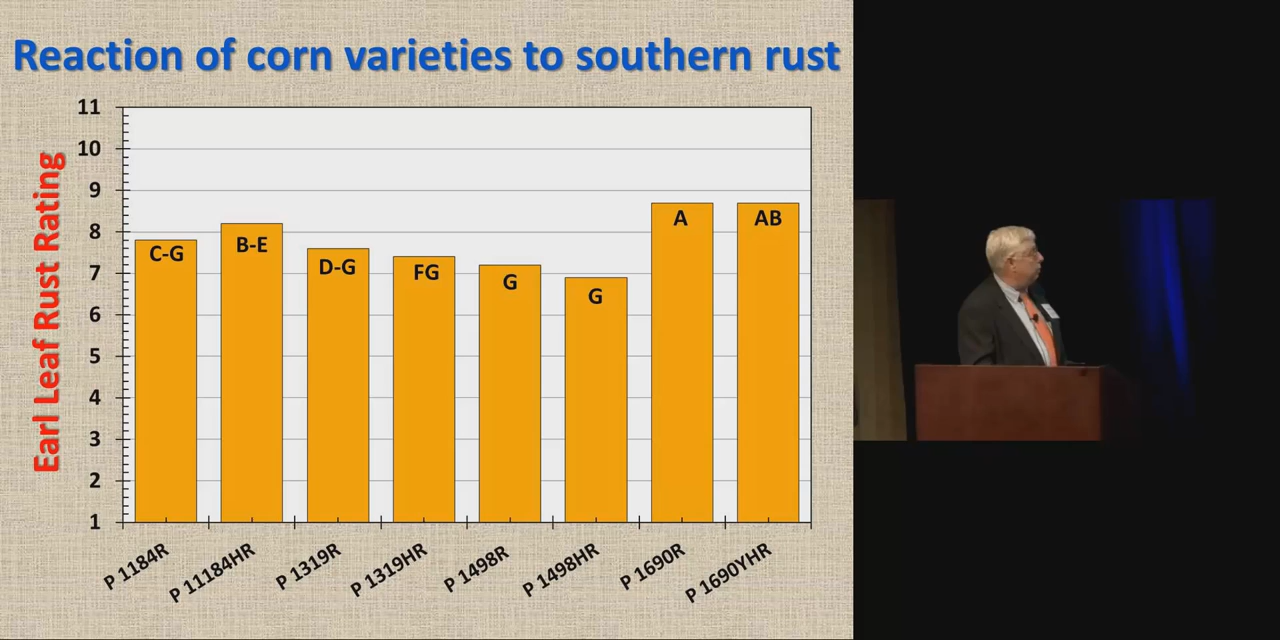 Reaction of corn varieties to southern rust
Earl Leaf Rust Rating
11
10
9
8
7
6
5
4
3
2
1
C-G
B-E
D-G
FG
G
G
A
AB
P 1184R
P 11184HR
P 1319R
P 1319HR
P 1498R
P 1498HR
P 1690R
P 1690YHR